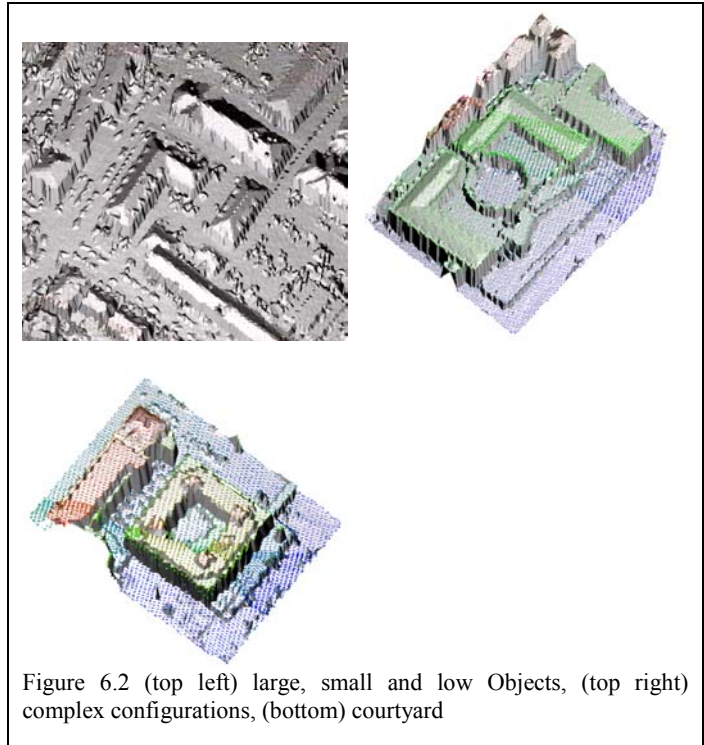 Figure 6.2 (top left) large, small and low Objects, (top right)
complex configurations, (bottom) courtyard